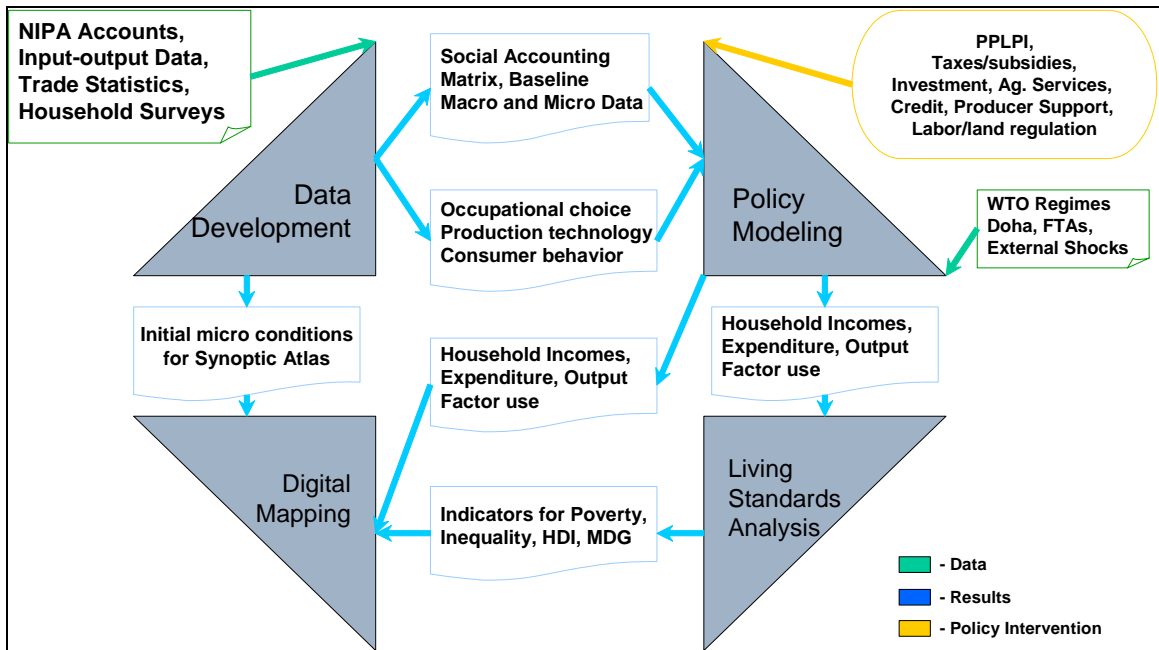 NIPA Accounts,
Input-output Data,
Trade Statistics,
Household Surveys
Social Accounting
Matrix, Baseline
Macro and Micro Data
PPLPI,
Taxes/subsidies,
Investment, Ag. Services,
Credit, Producer Support,
Labor/land regulation
Data
Development
Occupational choice
Production technology
Consumer behavior
Policy
Modeling
WTO Regimes
Doha, FTAs,
External Shocks
Initial micro conditions
for Synoptic Atlas
Household Incomes,
Expenditure, Output
Factor use
Household Incomes,
Expenditure, Output
Factor use
Digital
Mapping
Indicators for Poverty,
Inequality, HDI, MDG
Living
Standards
Analysis
- Data
- Results
- Policy Intervention